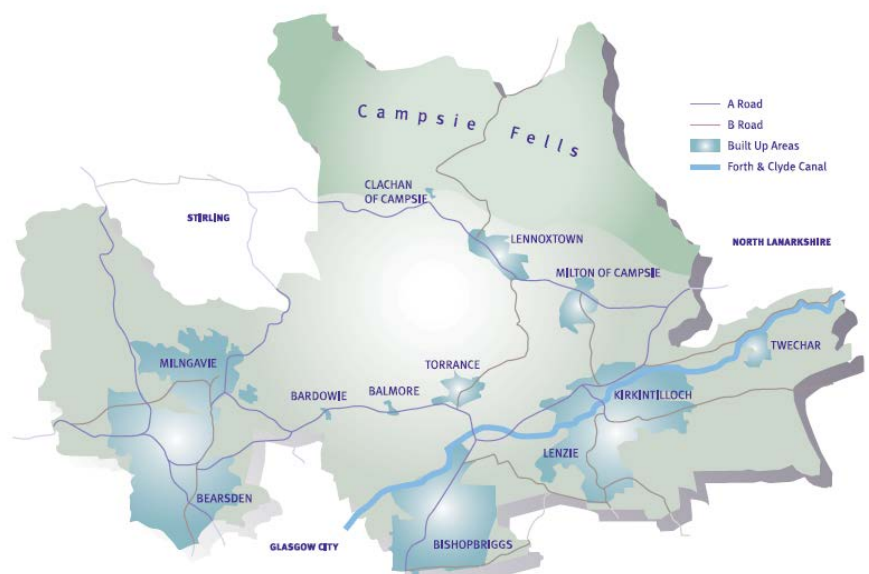 Campsie Fells
A Road
B Road
Built Up Areas
Forth & Clyde Canal
CLACHAN
OF CAMPSIE
STIRLING
LENNOXTOWN
NORTH LANARKSHIRE
MILTON OF CAMPSIE
TWECHAR
MILNGAVIE
TORRANCE
BARDOWIE
BALMORE
KIRKINTILLOCH
LENZIE
BEARSDEN
GLASGOW CITY
BISHOPBRIGGS